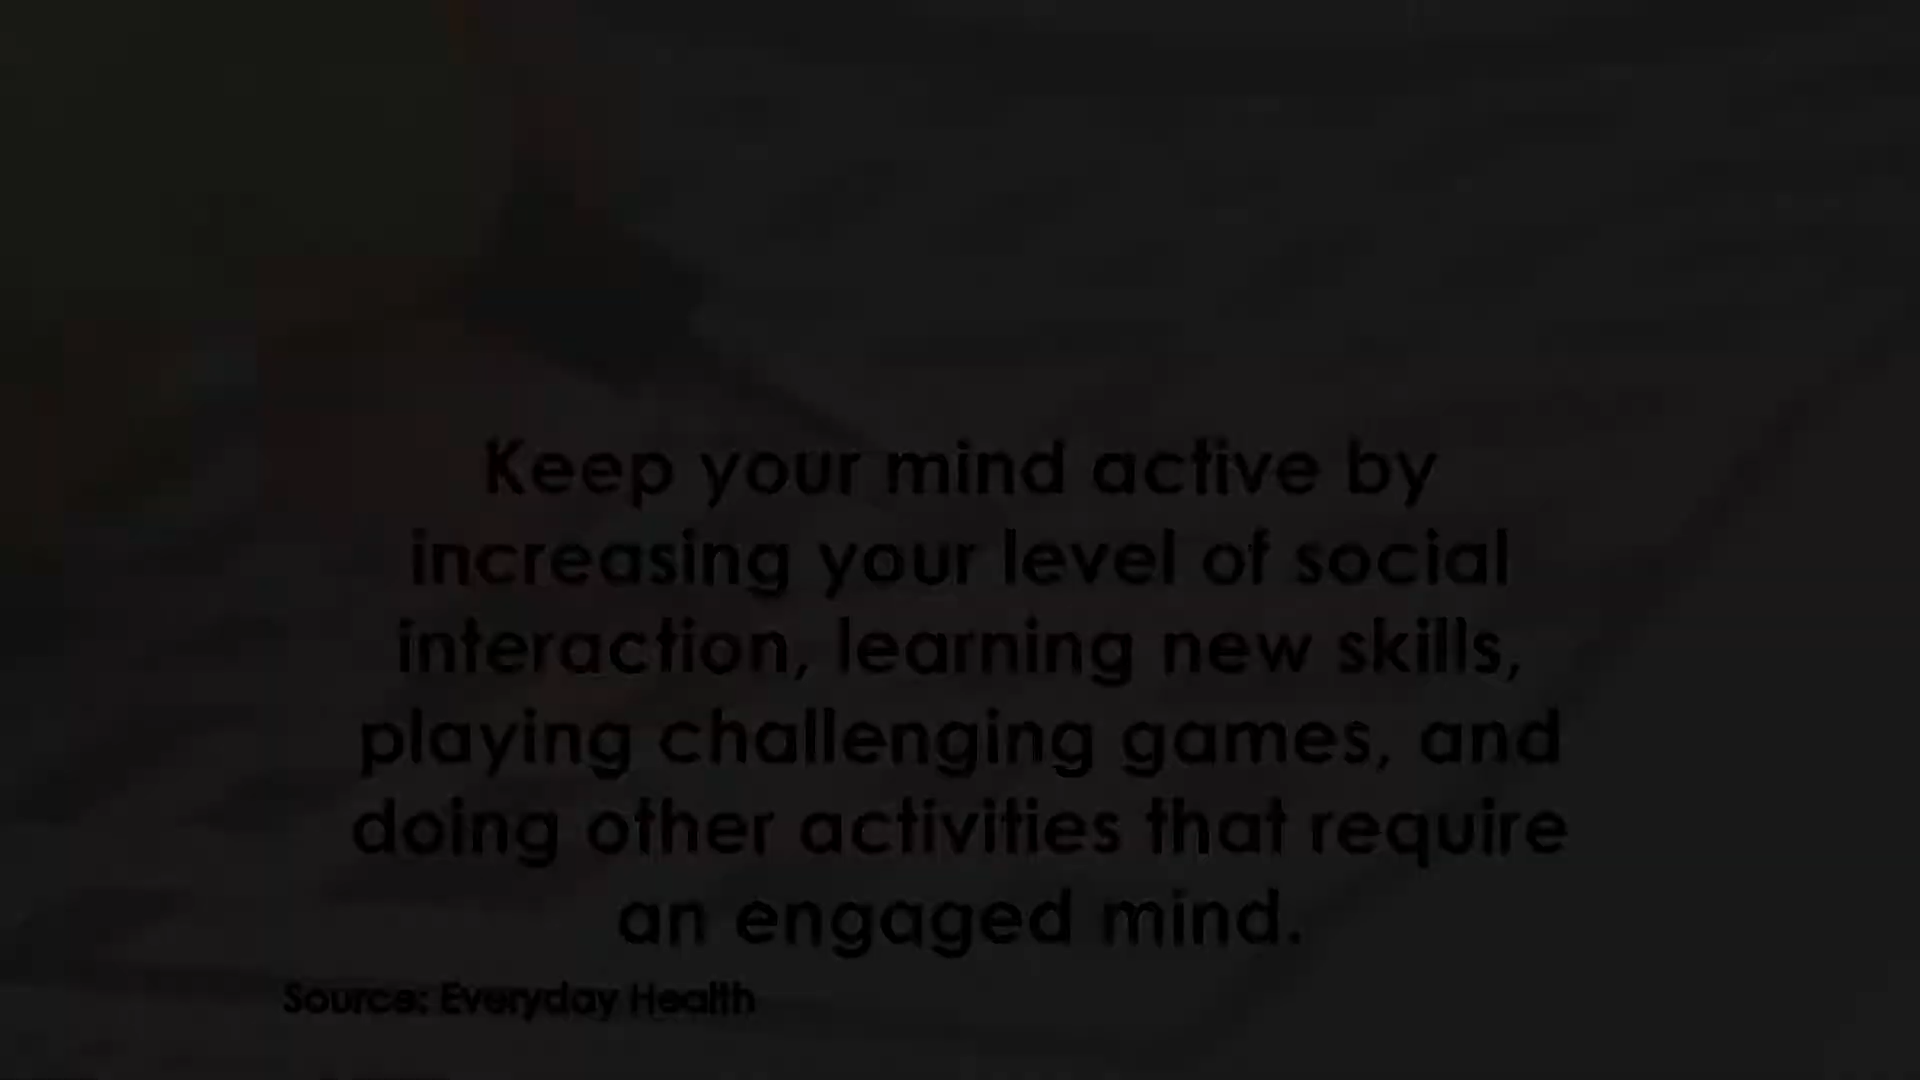 Keep your mind active by
increasing your level of social
interaction, learning new skills,
playing challenging games, and
doing other activities that require
an engaged mind.
Source: Everyday Health